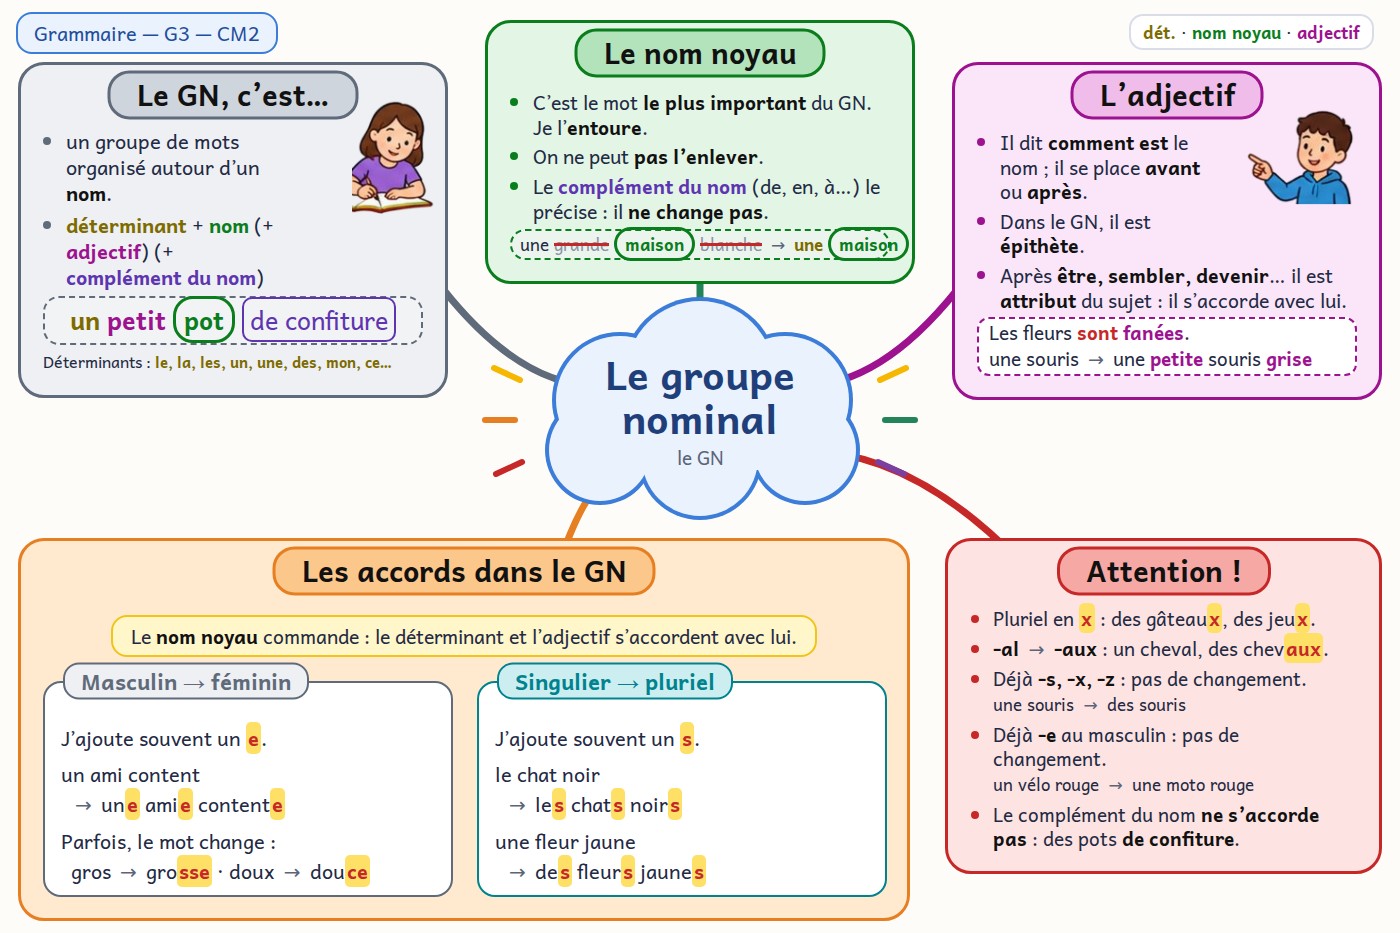 Grammaire — G3 — CM2
dét. · nom noyau · adjectif
Le GN, c’est…
un groupe de mots
organisé autour d’un
nom.
déterminant + nom (+
adjectif) (+
complément du nom)
un petit pot de confiture
Déterminants : le, la, les, un, une, des, mon, ce…
Le nom noyau
C’est le mot le plus important du GN.
Je l’entoure.
On ne peut pas l’enlever.
Le complément du nom (de, en, à…) le
précise : il ne change pas.
une grande maison blanche → une maison
L’adjectif
Il dit comment est le
nom ; il se place avant
ou après.
Dans le GN, il est
épithète.
Après être, sembler, devenir… il est
attribut du sujet : il s’accorde avec lui.
Les fleurs sont fanées.
une souris → une petite souris grise
Le groupe
nominal
le GN
Les accords dans le GN
Le nom noyau commande : le déterminant et l’adjectif s’accordent avec lui.
Masculin → féminin
J’ajoute souvent un e.
un ami content
→ une amie contente
Parfois, le mot change :
gros → grosse · doux → douce
Singulier → pluriel
J’ajoute souvent un s.
le chat noir
→ les chats noirs
une fleur jaune
→ des fleurs jaunes
Attention !
Pluriel en x : des gâteaux, des jeux.
–al → –aux : un cheval, des chevaux.
Déjà –s, –x, –z : pas de changement.
une souris → des souris
Déjà –e au masculin : pas de
changement.
un vélo rouge → une moto rouge
Le complément du nom ne s’accorde
pas : des pots de confiture.